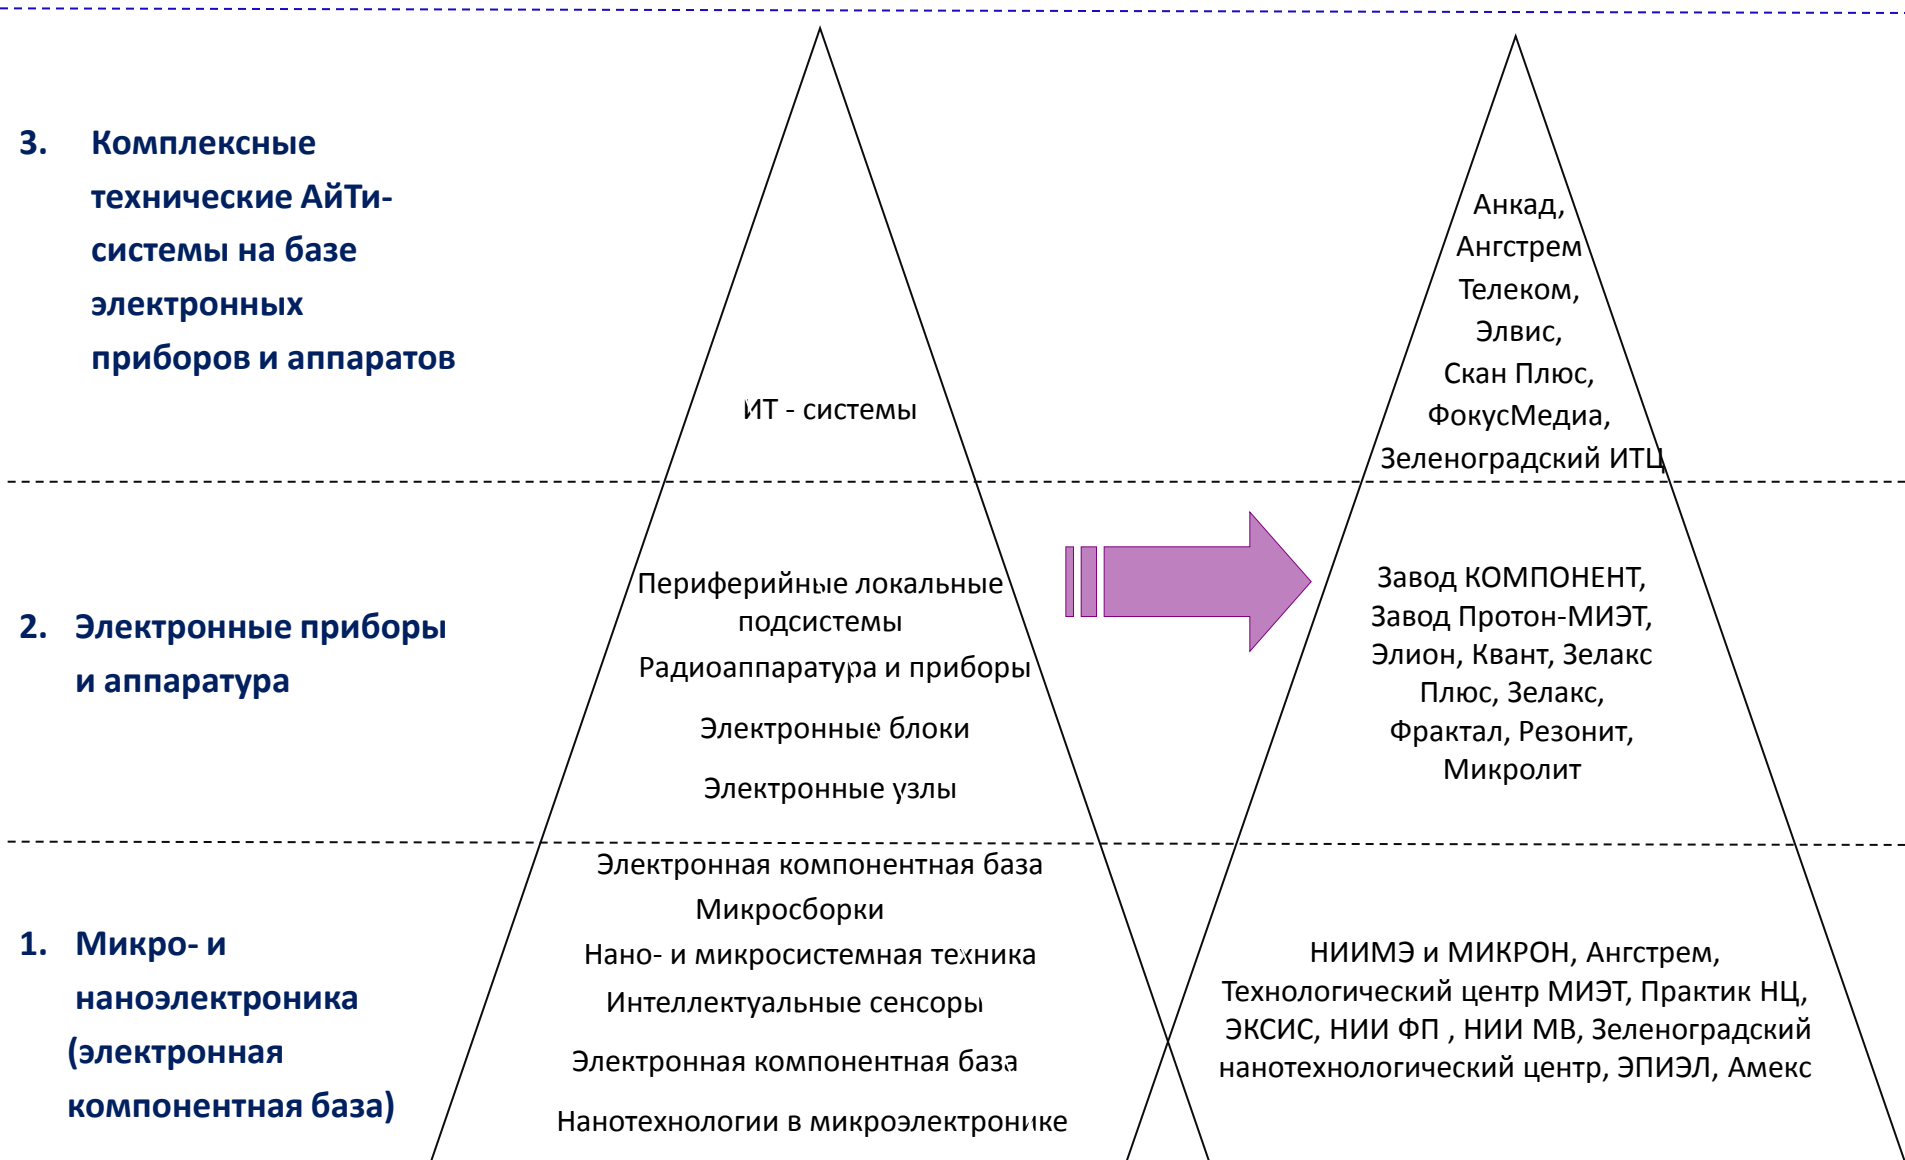 3. Комплексные
технические АйТи-
системы на базе
электронных
приборов и аппаратов
ИТ - системы
Анкад,
Ангстрем
Телеком,
Элвис,
Скан Плюс,
ФокусМедиа,
Зеленоградский ИТЦ
2. Электронные приборы
и аппаратура
Периферийные локальные
подсистемы
Радиоаппаратура и приборы
Электронные блоки
Электронные узлы
Завод КОМПОНЕНТ,
Завод Протон-МИЭТ,
Элион, Квант, Зелакс
Плюс, Зелакс,
Фрактал, Резонит,
Микролит
1. Микро- и
наноэлектроника
(электронная
компонентная база)
Электронная компонентная база
Микросборки
Нано- и микросистемная техника
Интеллектуальные сенсоры
Электронная компонентная база
Нанотехнологии в микроэлектронике
НИИМЭ и МИКРОН, Ангстрем,
Технологический центр МИЭТ, Практик НЦ,
ЭКСИС, НИИ ФП , НИИ МВ, Зеленоградский
нанотехнологический центр, ЭПИЭЛ, Амекс